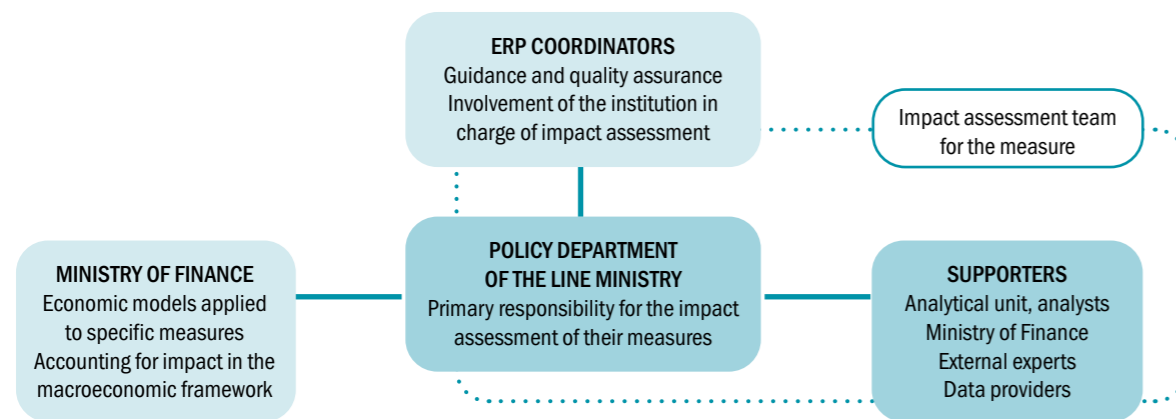 ERP COORDINATORS
Guidance and quality assurance
Involvement of the institution in
charge of impact assessment
Impact assessment team
for the measure
MINISTRY OF FINANCE
Economic models applied
to specific measures
Accounting for impact in the
macroeconomic framework
POLICY DEPARTMENT
OF THE LINE MINISTRY
Primary responsibility for the impact
assessment of their measures
SUPPORTERS
Analytical unit, analysts
Ministry of Finance
External experts
Data providers